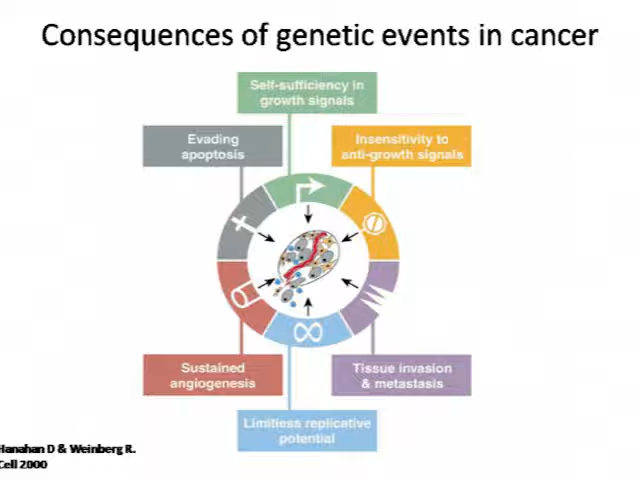 Consequences of genetic events in cancer
Self-sufficiency in
growth signals
Evading
apoptosis
Insensitivity to
anti-growth signals
Sustained
angiogenesis
Tissue invasion
& metastasis
Limitless replicative
potential
Hanahan D & Weinberg R.
Cell 2000